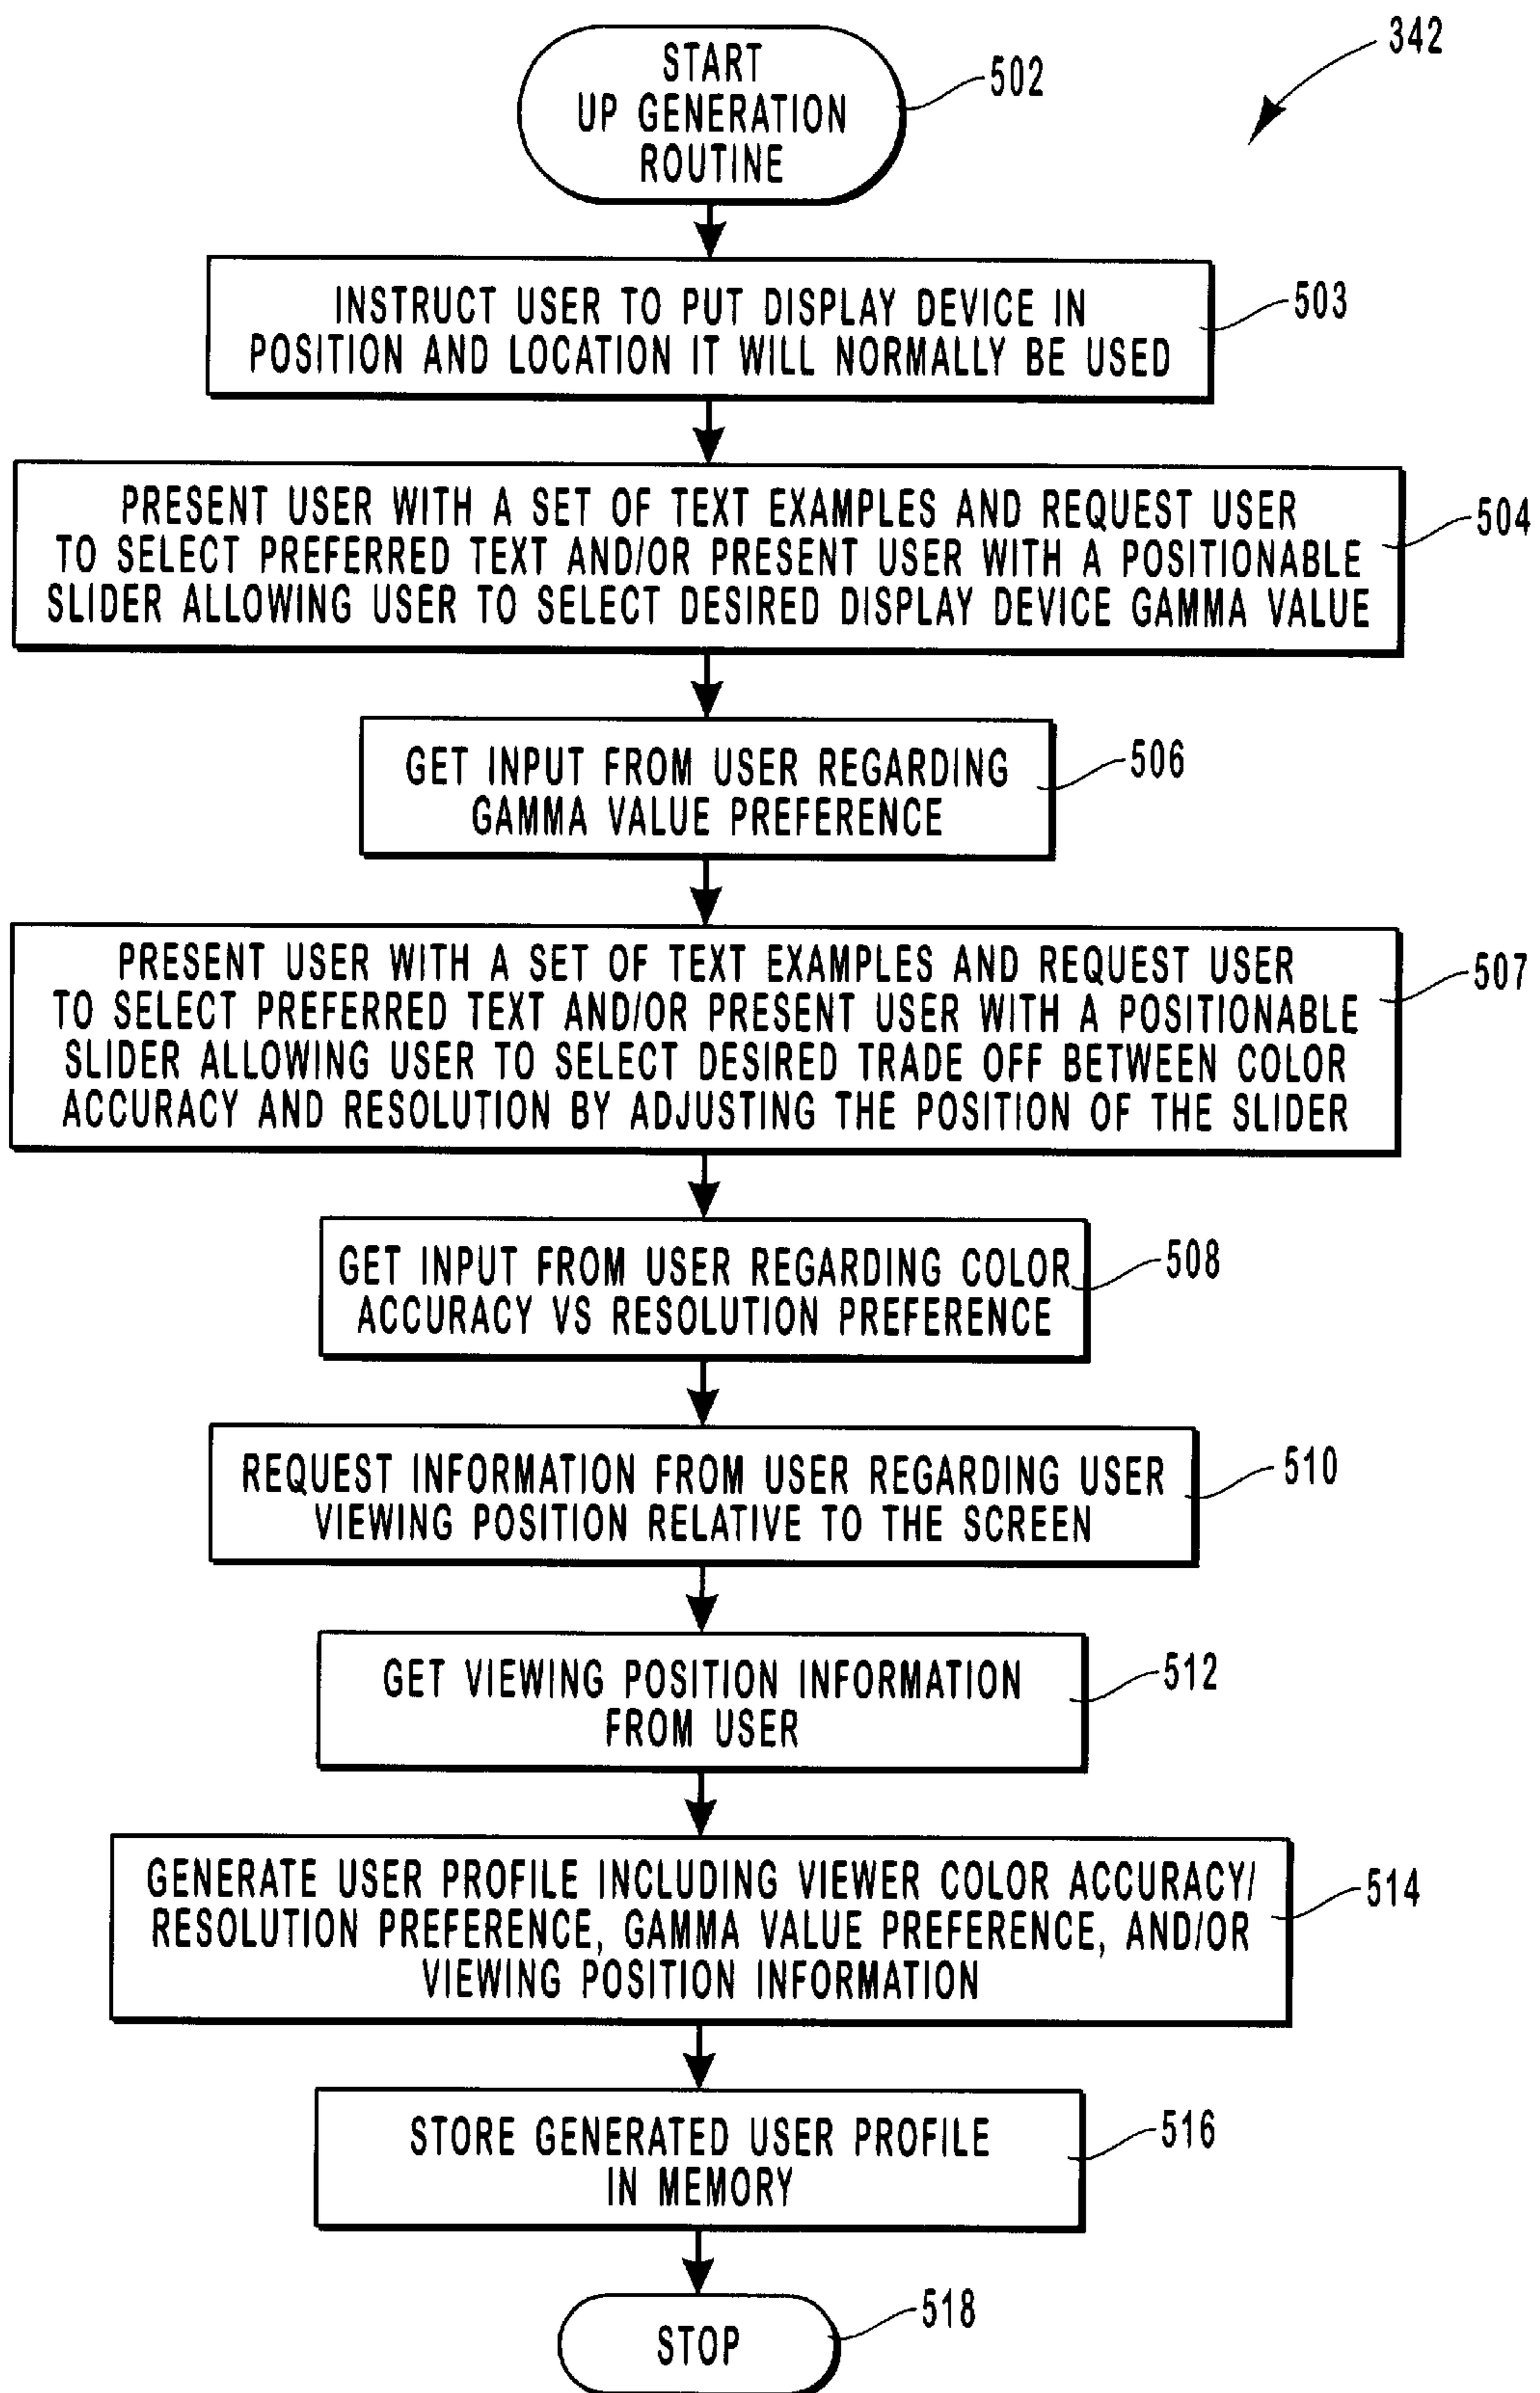 342
START
UP GENERATION
ROUTINE
502
INSTRUCT USER TO PUT DISPLAY DEVICE IN
POSITION AND LOCATION IT WILL NORMALLY BE USED
503
PRESENT USER WITH A SET OF TEXT EXAMPLES AND REQUEST USER
TO SELECT PREFERRED TEXT AND/OR PRESENT USER WITH A POSITIONABLE
SLIDER ALLOWING USER TO SELECT DESIRED DISPLAY DEVICE GAMMA VALUE
504
GET INPUT FROM USER REGARDING
GAMMA VALUE PREFERENCE
506
PRESENT USER WITH A SET OF TEXT EXAMPLES AND REQUEST USER
TO SELECT PREFERRED TEXT AND/OR PRESENT USER WITH A POSITIONABLE
SLIDER ALLOWING USER TO SELECT DESIRED TRADE OFF BETWEEN COLOR
ACCURACY AND RESOLUTION BY ADJUSTING THE POSITION OF THE SLIDER
507
GET INPUT FROM USER REGARDING COLOR
ACCURACY VS RESOLUTION PREFERENCE
508
REQUEST INFORMATION FROM USER REGARDING USER
VIEWING POSITION RELATIVE TO THE SCREEN
510
GET VIEWING POSITION INFORMATION
FROM USER
512
GENERATE USER PROFILE INCLUDING VIEWER COLOR ACCURACY/
RESOLUTION PREFERENCE, GAMMA VALUE PREFERENCE, AND/OR
VIEWING POSITION INFORMATION
514
STORE GENERATED USER PROFILE
IN MEMORY
516
STOP
518